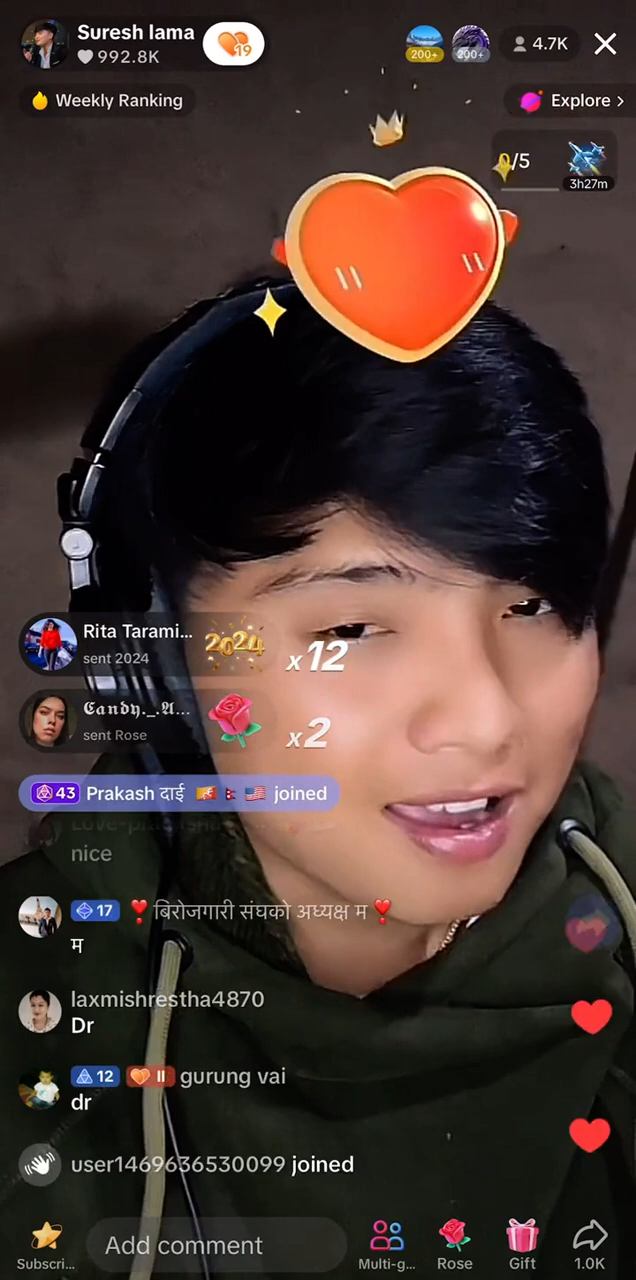 Suresh lama
992.8K
19
200+
200+
4.7K
Weekly Ranking
Explore
0/5
3h27m
Rita Tarami...
sent 2024
2024
x12
𝕮𝖆𝖓𝖉𝖞._.𝕬...
sent Rose
x2
43 Prakash दाई joined
nice
17 बिरोजगारी संघको अध्यक्ष म
म
laxmishrestha4870
Dr
12 II gurung vai
dr
user1469636530099 joined
Subscri...
Add comment
Multi-g...
Rose
Gift
1.0K